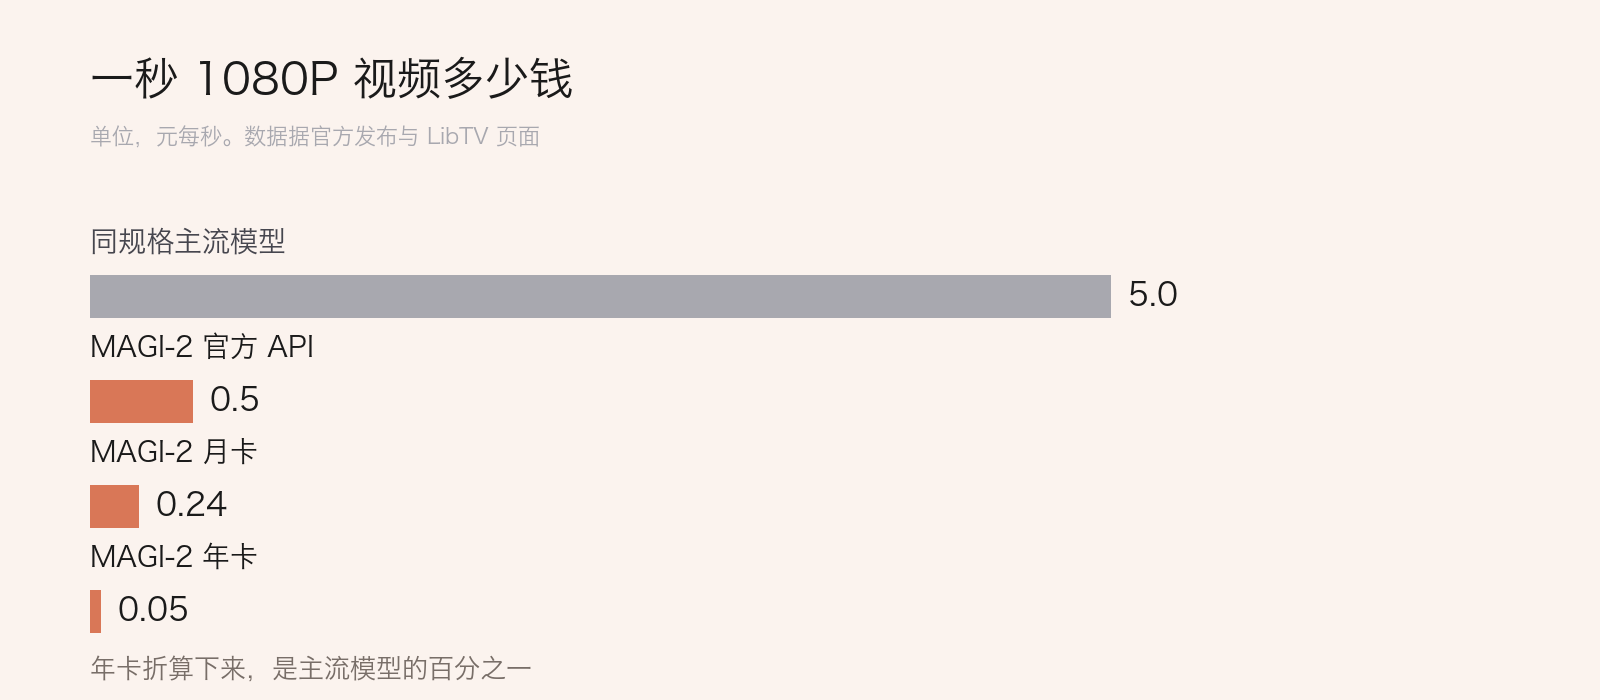 一秒 1080P 视频多少钱
单位，元每秒。数据据官方发布与 LibTV 页面
同规格主流模型
5.0
MAGI-2 官方 API
0.5
MAGI-2 月卡
0.24
MAGI-2 年卡
0.05
年卡折算下来，是主流模型的百分之一